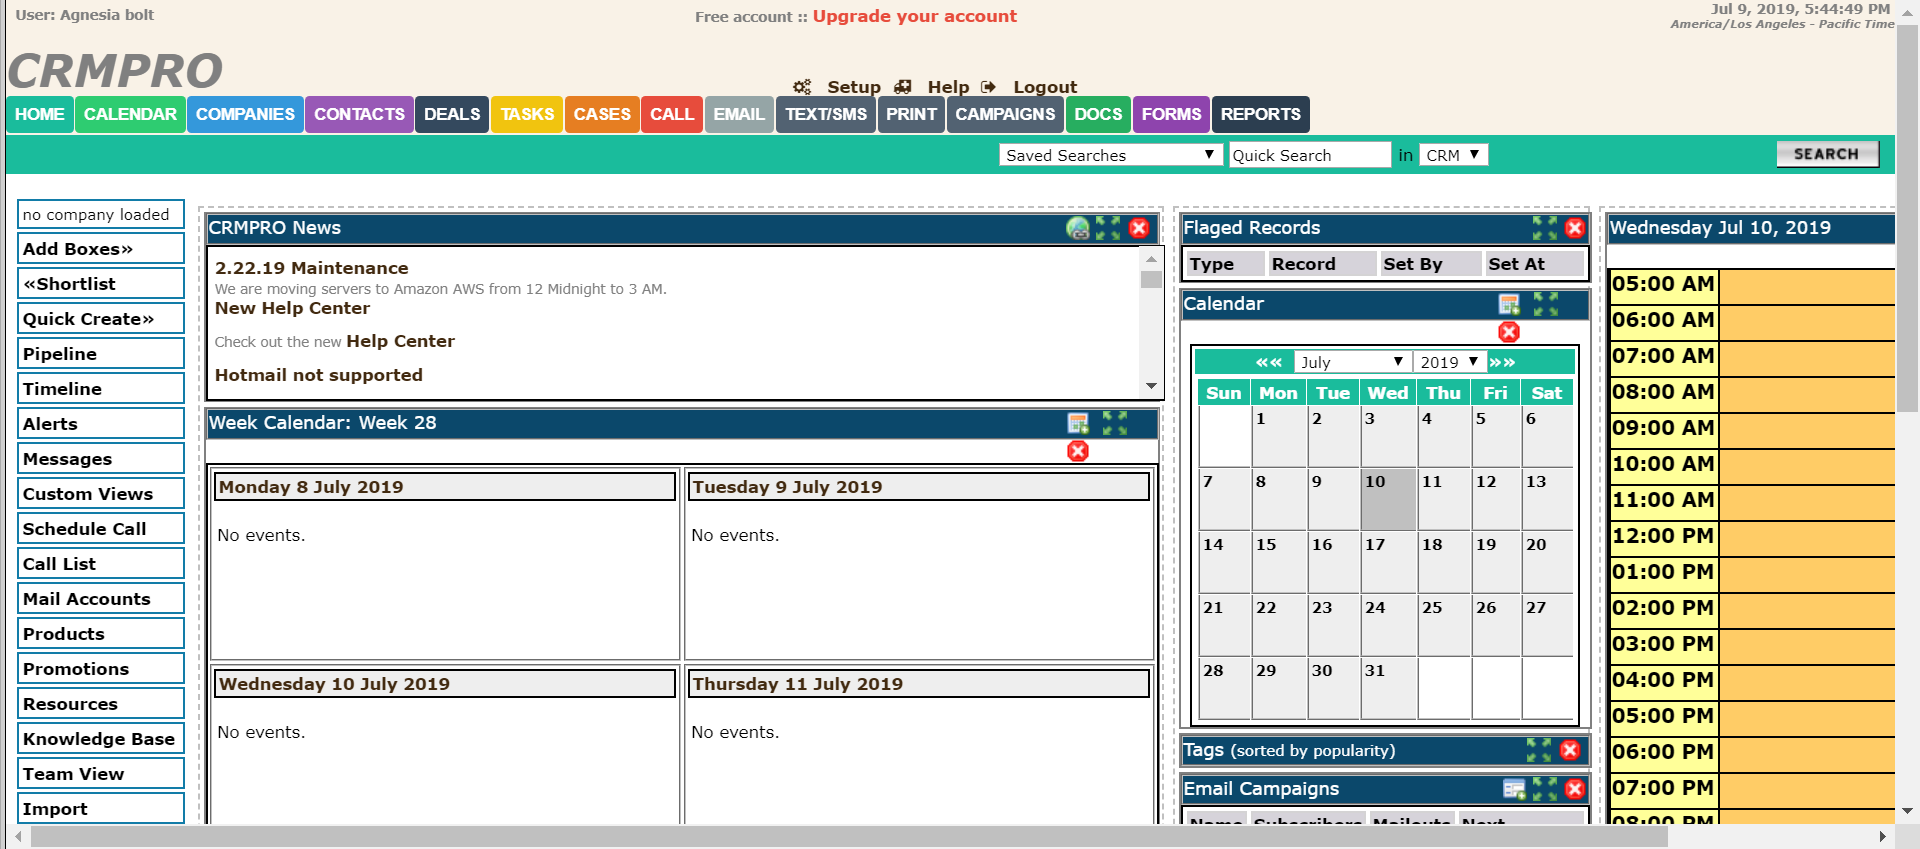 User: Agnesia bolt
Free account :: Upgrade your account
Jul 9, 2019, 5:44:49 PM
America/Los Angeles - Pacific Time
CRMPRO
Setup Help Logout
HOME CALENDAR COMPANIES CONTACTS DEALS TASKS CASES CALL EMAIL TEXT/SMS PRINT CAMPAIGNS DOCS FORMS REPORTS
Saved Searches Quick Search in CRM SEARCH
no company loaded
Add Boxes»
«Shortlist
Quick Create»
Pipeline
Timeline
Alerts
Messages
Custom Views
Schedule Call
Call List
Mail Accounts
Products
Promotions
Resources
Knowledge Base
Team View
Import
CRMPRO News
2.22.19 Maintenance
We are moving servers to Amazon AWS from 12 Midnight to 3 AM.
New Help Center
Check out the new Help Center
Hotmail not supported
Week Calendar: Week 28
Monday 8 July 2019
No events.
Tuesday 9 July 2019
No events.
Wednesday 10 July 2019
No events.
Thursday 11 July 2019
No events.
Flaged Records
Type Record Set By Set At
Calendar
«« July 2019 »»
Sun Mon Tue Wed Thu Fri Sat
1 2 3 4 5 6
7 8 9 10 11 12 13
14 15 16 17 18 19 20
21 22 23 24 25 26 27
28 29 30 31
Tags (sorted by popularity)
Email Campaigns
Name Subscribers Mailouts Next
Wednesday Jul 10, 2019
05:00 AM
06:00 AM
07:00 AM
08:00 AM
09:00 AM
10:00 AM
11:00 AM
12:00 PM
01:00 PM
02:00 PM
03:00 PM
04:00 PM
05:00 PM
06:00 PM
07:00 PM
08:00 PM